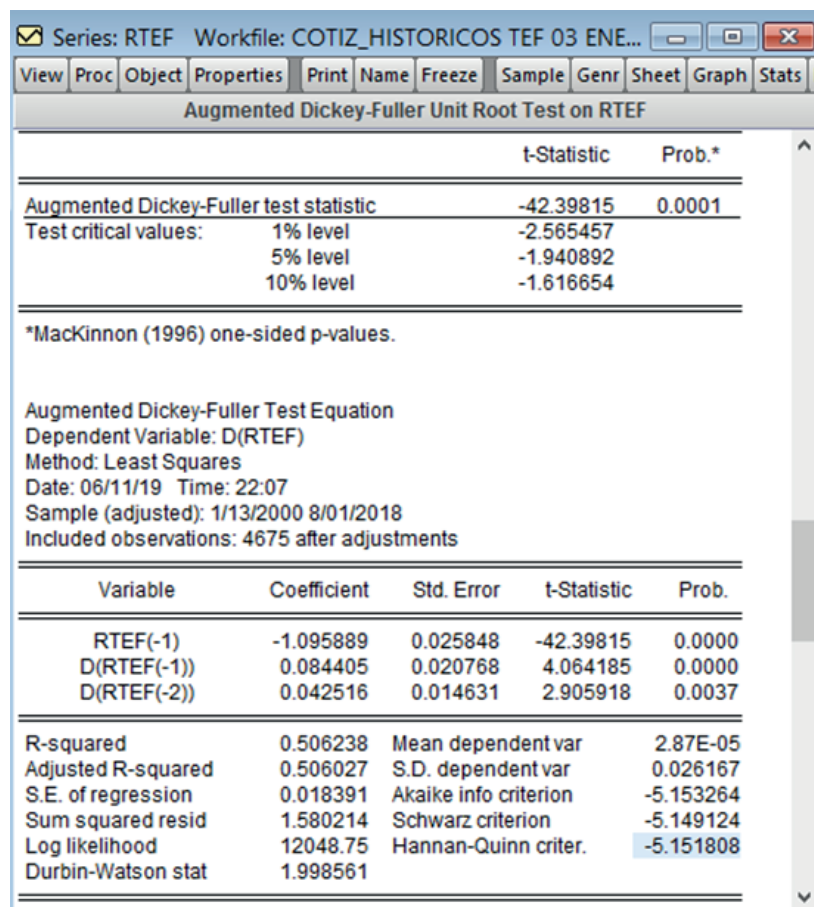 Series: RTEF Workfile: COTIZ_HISTORICOS TEF 03 ENE...
View Proc Object Properties Print Name Freeze Sample Genr Sheet Graph Stats
Augmented Dickey-Fuller Unit Root Test on RTEF
t-Statistic Prob.*
Augmented Dickey-Fuller test statistic -42.39815 0.0001
Test critical values: 1% level -2.565457
5% level -1.940892
10% level -1.616654
*MacKinnon (1996) one-sided p-values.
Augmented Dickey-Fuller Test Equation
Dependent Variable: D(RTEF)
Method: Least Squares
Date: 06/11/19 Time: 22:07
Sample (adjusted): 1/13/2000 8/01/2018
Included observations: 4675 after adjustments
Variable Coefficient Std. Error t-Statistic Prob.
RTEF(-1) -1.095889 0.025848 -42.39815 0.0000
D(RTEF(-1)) 0.084405 0.020768 4.064185 0.0000
D(RTEF(-2)) 0.042516 0.014631 2.905918 0.0037
R-squared 0.506238 Mean dependent var 2.87E-05
Adjusted R-squared 0.506027 S.D. dependent var 0.026167
S.E. of regression 0.018391 Akaike info criterion -5.153264
Sum squared resid 1.580214 Schwarz criterion -5.149124
Log likelihood 12048.75 Hannan-Quinn criter. -5.151808
Durbin-Watson stat 1.998561